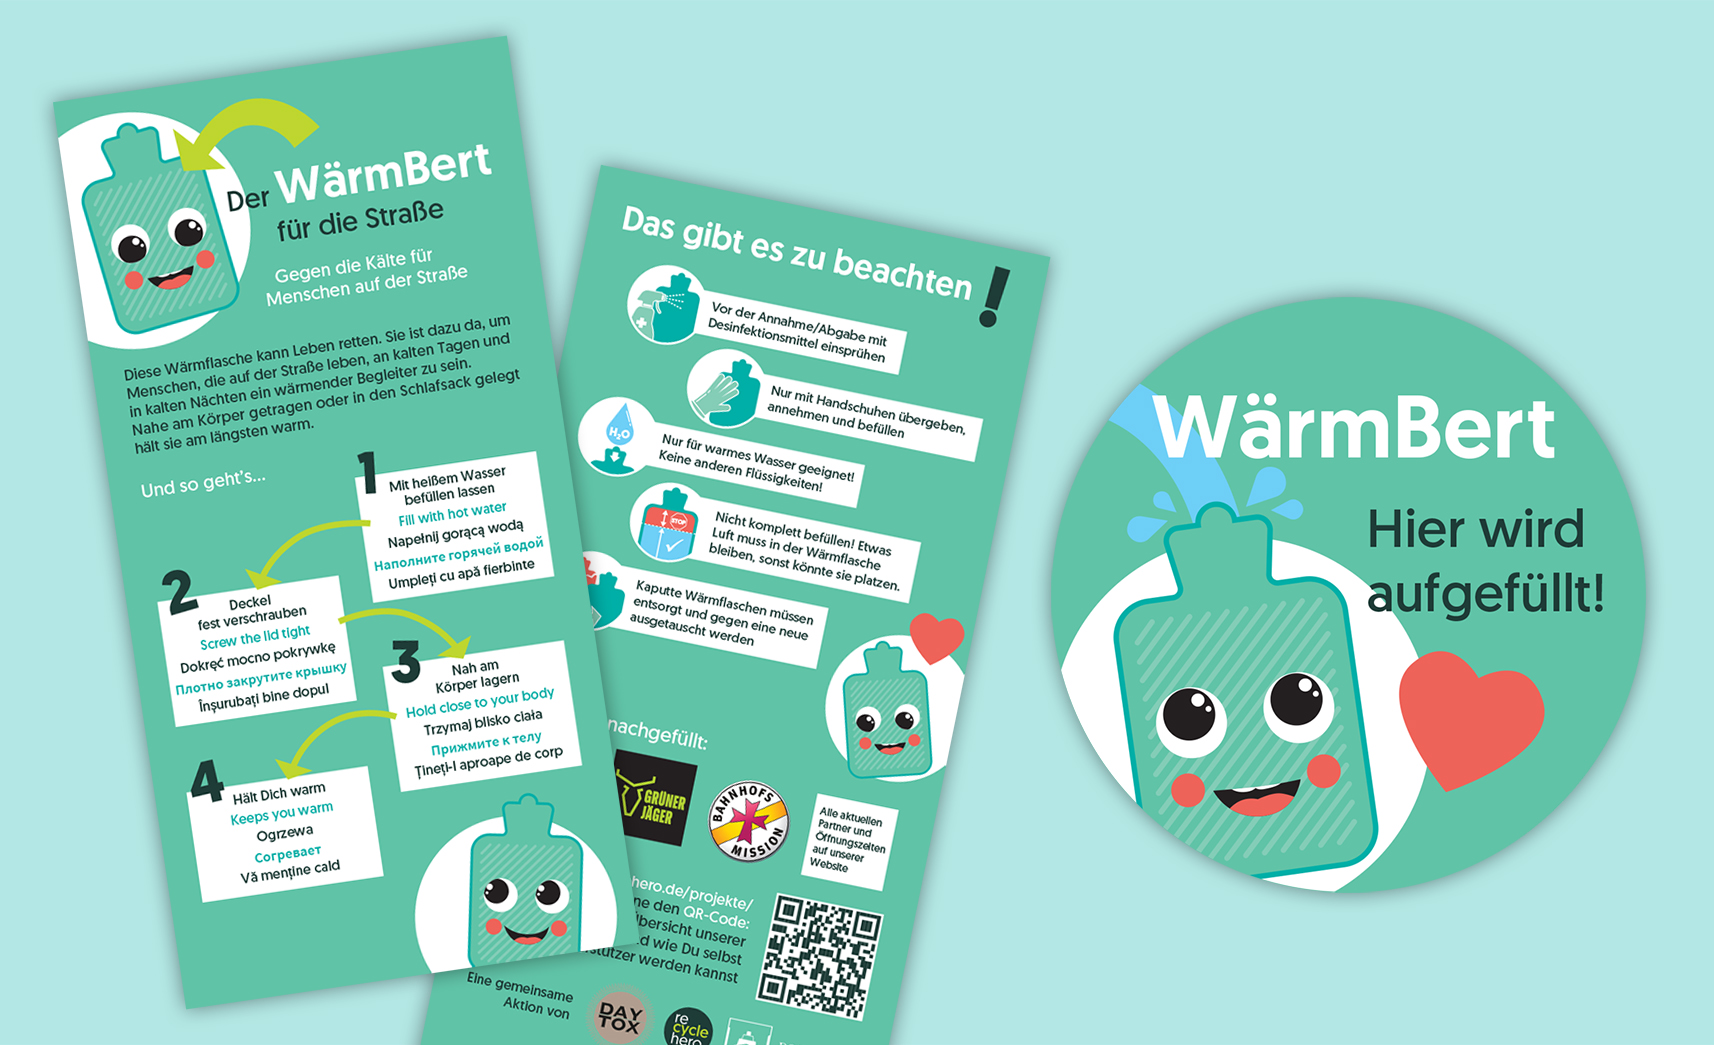 Der WärmBert
für die Straße
Gegen die Kälte für
Menschen auf der Straße
Diese Wärmflasche kann Leben retten. Sie ist dazu da, um
Menschen, die auf der Straße leben, an kalten Tagen und
in kalten Nächten ein wärmender Begleiter zu sein.
Nahe am Körper getragen oder in den Schlafsack gelegt
hält sie am längsten warm.
Und so geht's...
1
Mit heißem Wasser
befüllen lassen
Fill with hot water
Napełnij gorącą wodą
Наполните горячей водой
Umpleți cu apă fierbinte
2
Deckel
fest verschrauben
Screw the lid tight
Dokręć mocno pokrywkę
Плотно закрутите крышку
Înșurubați bine dopul
3
Nah am
Körper lagern
Hold close to your body
Trzymaj blisko ciała
Прижмите к телу
Țineți-l aproape de corp
4
Hält Dich warm
Keeps you warm
Ogrzewa
Согревает
Vă menține cald
Das gibt es zu beachten!
Vor der Annahme/Abgabe mit
Desinfektionsmittel einsprühen
Nur mit Handschuhen übergeben,
annehmen und befüllen
H₂O
Nur für warmes Wasser geeignet!
Keine anderen Flüssigkeiten!
STOP
Nicht komplett befüllen! Etwas
Luft muss in der Wärmflasche
bleiben, sonst könnte sie platzen.
Kaputte Wärmflaschen müssen
entsorgt und gegen eine neue
ausgetauscht werden
nachgefüllt:
GRÜNER
JÄGER
BAHNHOFS
MISSION
Alle aktuellen
Partner und
Öffnungszeiten
auf unserer
Website
hero.de/projekte/
ne den QR-Code:
Übersicht unserer
d wie Du selbst
stützer werden kannst
Eine gemeinsame
Aktion von
DAY
TOX
re
cycle
hero
WärmBert
Hier wird
aufgefüllt!